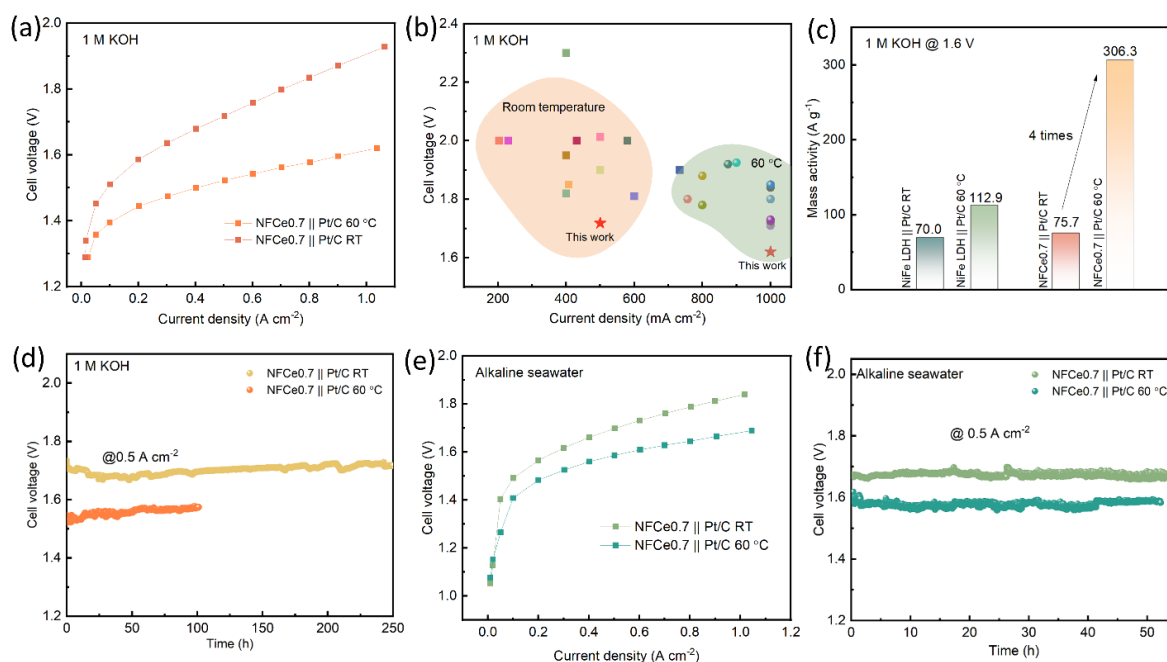 (a)
1 M KOH
2.0
1.8
1.6
1.4
1.2
Cell voltage (V)
NFCe0.7 || Pt/C 60 °C
NFCe0.7 || Pt/C RT
0.0 0.2 0.4 0.6 0.8 1.0
Current density (A cm-2)
(b)
1 M KOH
2.4
2.2
2.0
1.8
1.6
Cell voltage (V)
Room temperature
60 °C
This work
This work
200 400 600 800 1000
Current density (mA cm-2)
(c)
1 M KOH @ 1.6 V
300
200
100
0
Mass activity (A g-1)
NiFe LDH || Pt/C RT
70.0
NiFe LDH || Pt/C 60 °C
112.9
NFCe0.7 || Pt/C RT
75.7
NFCe0.7 || Pt/C 60 °C
306.3
4 times
(d)
1 M KOH
2.0
1.8
1.6
1.4
1.2
Cell voltage (V)
NFCe0.7 || Pt/C RT
NFCe0.7 || Pt/C 60 °C
@0.5 A cm-2
0 50 100 150 200 250
Time (h)
(e)
Alkaline seawater
2.0
1.8
1.6
1.4
1.2
1.0
Cell voltage (V)
NFCe0.7 || Pt/C RT
NFCe0.7 || Pt/C 60 °C
0.0 0.2 0.4 0.6 0.8 1.0 1.2
Current density (A cm-2)
(f)
Alkaline seawater
2.0
1.8
1.6
1.4
1.2
Cell voltage (V)
NFCe0.7 || Pt/C RT
NFCe0.7 || Pt/C 60 °C
@ 0.5 A cm-2
0 10 20 30 40 50
Time (h)